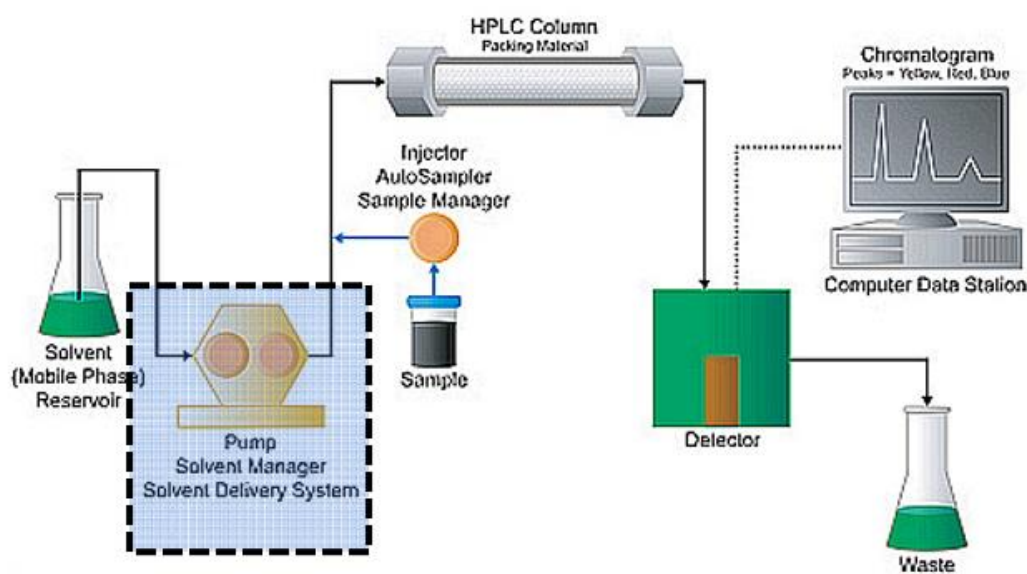 HPLC Column
Packing Material
Chromatogram
Peaks = Yellow, Red, Blue
Injector
AutoSampler
Sample Manager
Computer Data Stalion
Solvent
(Mobile Phase)
Reservoir
Sample
Pump
Solvent Manager
Solvent Delivery System
Delector
Waste